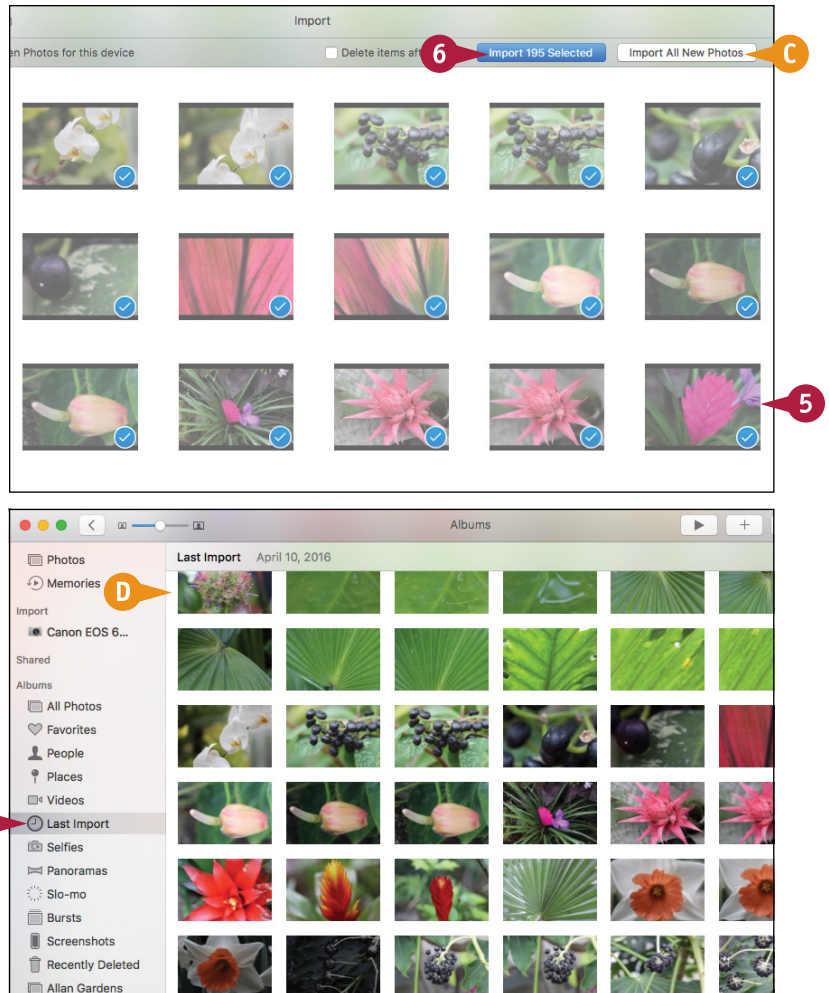 Import
en Photos for this device
Delete items aft
6
Import 195 Selected
Import All New Photos
C
5
Albums
Photos
Last Import April 10, 2016
Memories
D
Import
Canon EOS 6...
Shared
Albums
All Photos
Favorites
People
Places
Videos
Last Import
Selfies
Panoramas
Slo-mo
Bursts
Screenshots
Recently Deleted
Allan Gardens